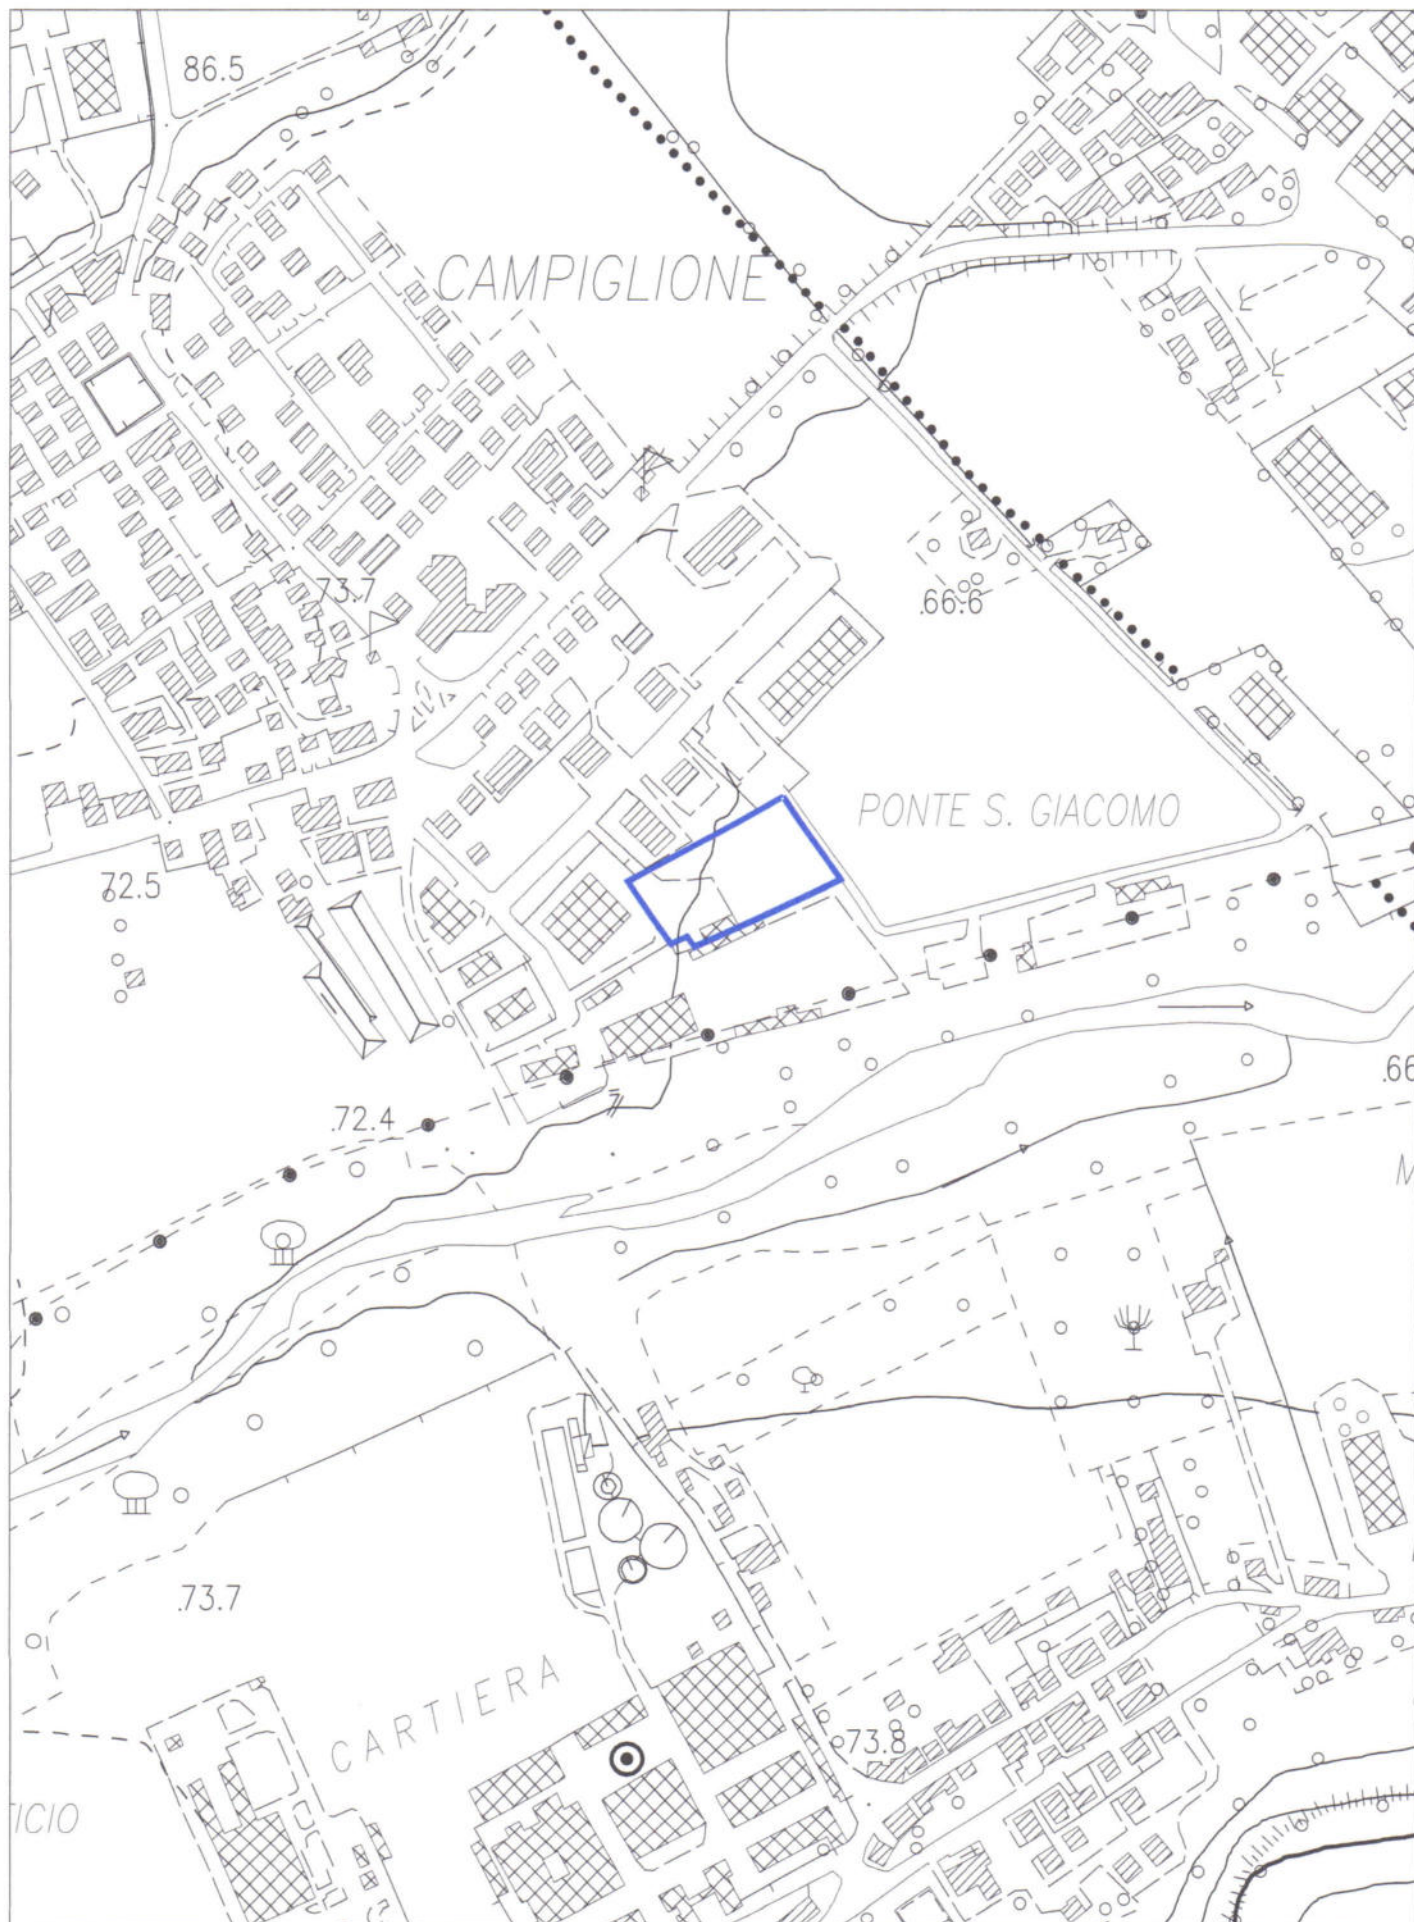 86.5
CAMPIGLIONE
73.7
.66.6
PONTE S. GIACOMO
72.5
.66
.72.4
M
.73.7
CARTIERA
.73.8
ICIO